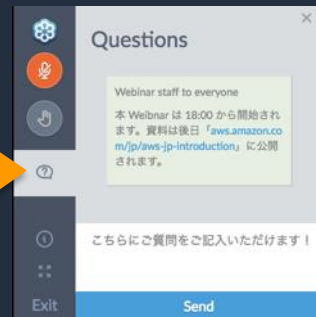 Questions
Webinar staff to everyone
本 Weibnar は 18:00 から開始され
ます。資料は後日「aws.amazon.co
m/jp/aws-jp-introduction」に公開
されます。
こちらにご質問をご記入いただけます！
Exit
Send